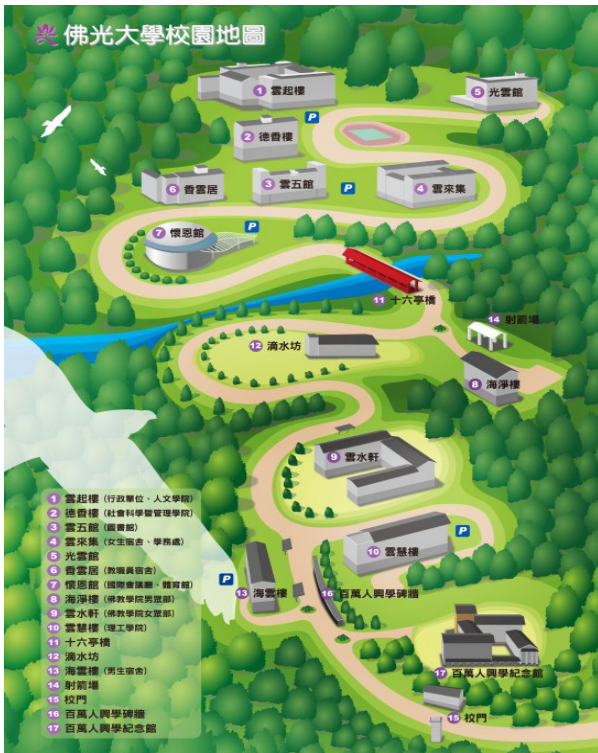 佛光大學校園地圖
1 雲起樓
5 光雲館
P
2 德香樓
6 香雲居
3 雲五館
P
4 雲來集
7 懷恩館
P
11 十六亭橋
14 射箭場
12 滴水坊
8 海淨樓
9 雲水軒
P
10 雲慧樓
P
13 海雲樓
16 百萬人興學碑牆
17 百萬人興學紀念館
15 校門
1 雲起樓 (行政單位、人文學院)
2 德香樓 (社會科學暨管理學院)
3 雲五館 (圖書館)
4 雲來集 (女生宿舍、學務處)
5 光雲館
6 香雲居 (教職員宿舍)
7 懷恩館 (國際會議廳、體育館)
8 海淨樓 (佛教學院男眾部)
9 雲水軒 (佛教學院女眾部)
10 雲慧樓 (理工學院)
11 十六亭橋
12 滴水坊
13 海雲樓 (男生宿舍)
14 射箭場
15 校門
16 百萬人興學碑牆
17 百萬人興學紀念館